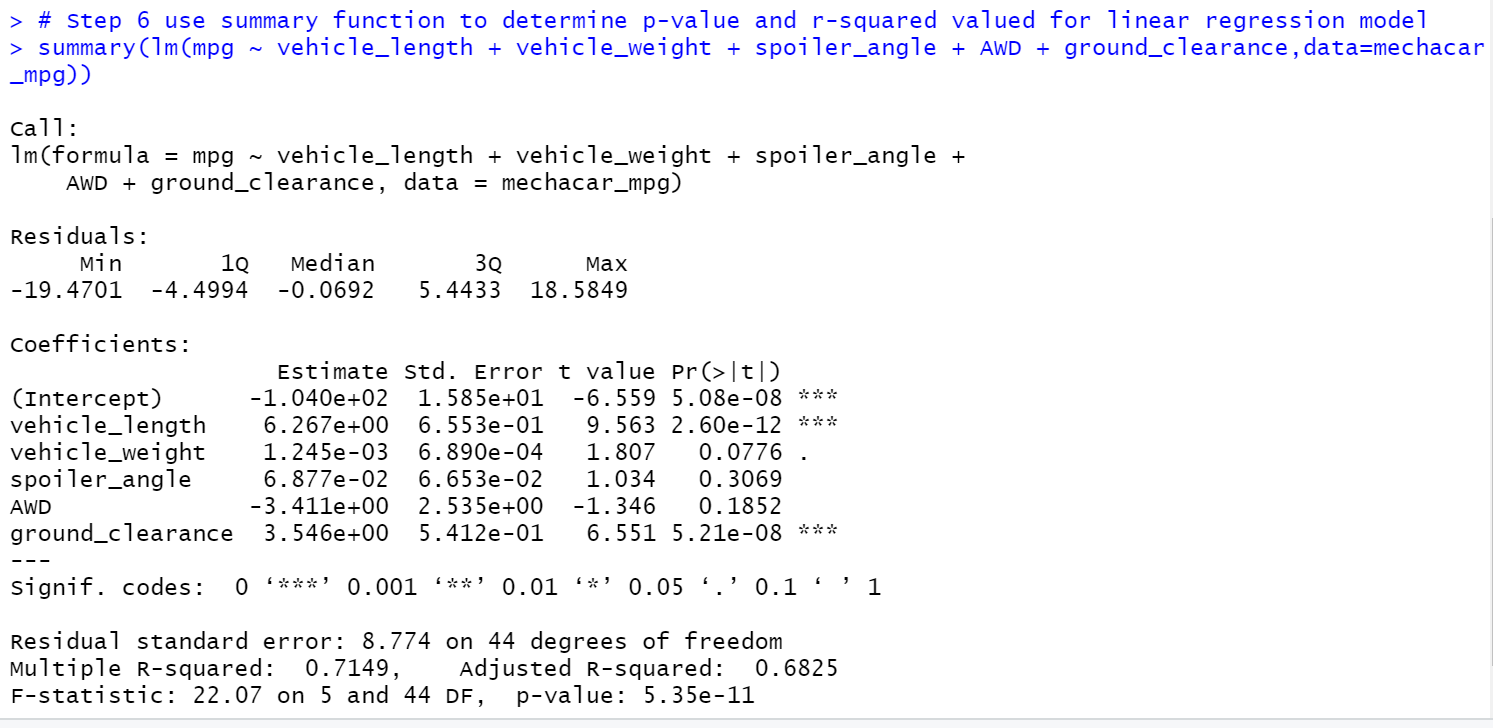 > # Step 6 use summary function to determine p-value and r-squared valued for linear regression model
> summary(lm(mpg ~ vehicle_length + vehicle_weight + spoiler_angle + AWD + ground_clearance,data=mechacar
_mpg))
Call:
lm(formula = mpg ~ vehicle_length + vehicle_weight + spoiler_angle +
    AWD + ground_clearance, data = mechacar_mpg)
Residuals:
     Min       1Q   Median       3Q      Max
-19.4701  -4.4994  -0.0692   5.4433  18.5849
Coefficients:
                   Estimate Std. Error t value Pr(>|t|)
(Intercept)      -1.040e+02  1.585e+01  -6.559 5.08e-08 ***
vehicle_length    6.267e+00  6.553e-01   9.563 2.60e-12 ***
vehicle_weight    1.245e-03  6.890e-04   1.807   0.0776 .
spoiler_angle     6.877e-02  6.653e-02   1.034   0.3069
AWD              -3.411e+00  2.535e+00  -1.346   0.1852
ground_clearance  3.546e+00  5.412e-01   6.551 5.21e-08 ***
---
Signif. codes:  0 ‘***’ 0.001 ‘**’ 0.01 ‘*’ 0.05 ‘.’ 0.1 ‘ ’ 1
Residual standard error: 8.774 on 44 degrees of freedom
Multiple R-squared:  0.7149,    Adjusted R-squared:  0.6825
F-statistic: 22.07 on 5 and 44 DF,  p-value: 5.35e-11